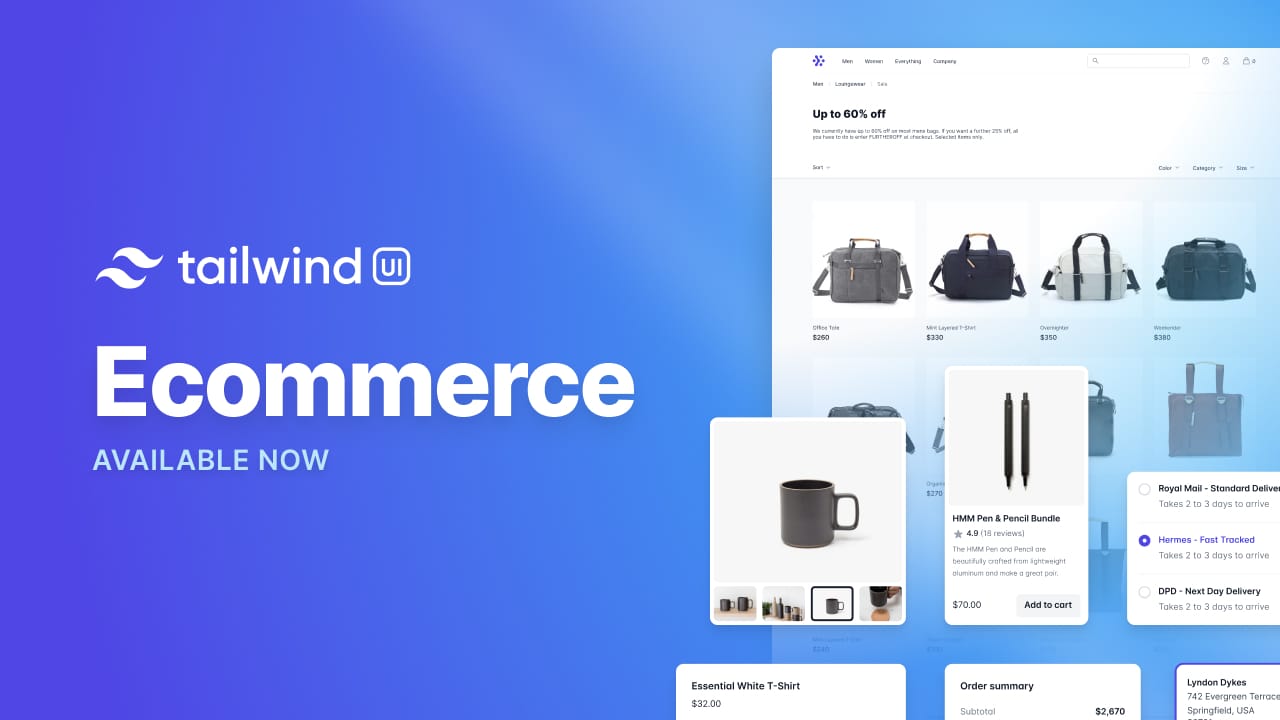 tailwind UI
Ecommerce
AVAILABLE NOW
Men Women Everything Company
0
Men Loungewear Sale
Up to 60% off
We currently have up to 60% off on most mens bags. If you want a further 25% off, all
you have to do is enter FURTHEROFF at checkout. Selected items only.
Sort Color Category Size
Office Tote Mint Layered T-Shirt Overnighter Weekender
$260 $330 $350 $380
$270
HMM Pen & Pencil Bundle
4.9 (16 reviews)
The HMM Pen and Pencil are
beautifully crafted from lightweight
aluminum and make a great pair.
$70.00 Add to cart
Royal Mail - Standard Deliver
Takes 2 to 3 days to arrive
Hermes - Fast Tracked
Takes 2 to 3 days to arrive
DPD - Next Day Delivery
Takes 2 to 3 days to arrive
Essential White T-Shirt
$32.00
Order summary
Subtotal $2,670
Lyndon Dykes
742 Evergreen Terrace
Springfield, USA